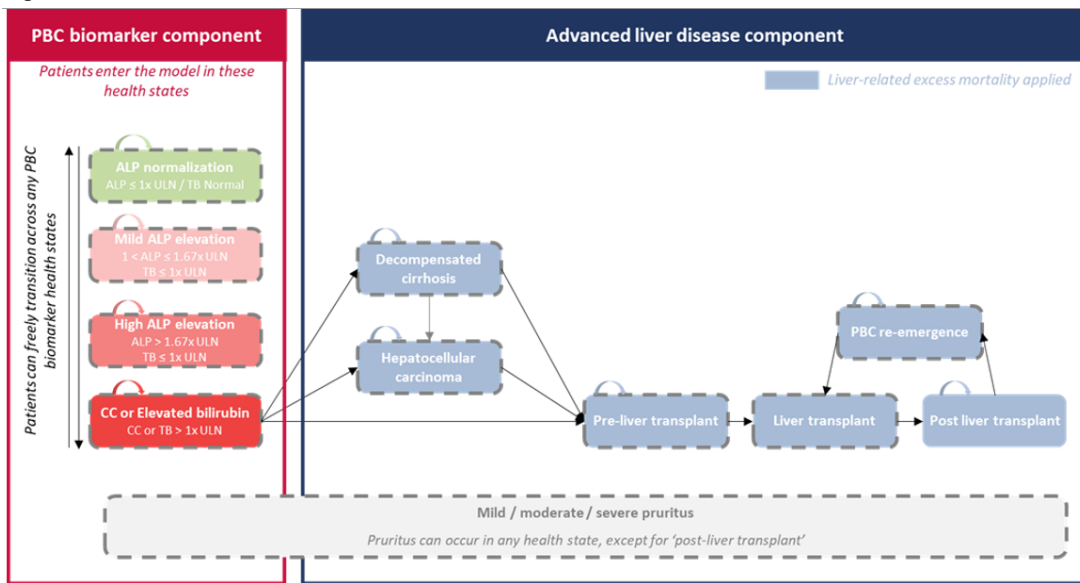 PBC biomarker component
Advanced liver disease component
Patients enter the model in these
health states
Liver-related excess mortality applied
Patients can freely transition across any PBC
biomarker health states
ALP normalization
ALP ≤ 1x ULN / TB Normal
Mild ALP elevation
1 < ALP ≤ 1.67x ULN
TB ≤ 1x ULN
High ALP elevation
ALP > 1.67x ULN
TB ≤ 1x ULN
CC or Elevated bilirubin
CC or TB > 1x ULN
Decompensated
cirrhosis
Hepatocellular
carcinoma
PBC re-emergence
Pre-liver transplant
Liver transplant
Post liver transplant
Mild / moderate / severe pruritus
Pruritus can occur in any health state, except for ‘post-liver transplant’